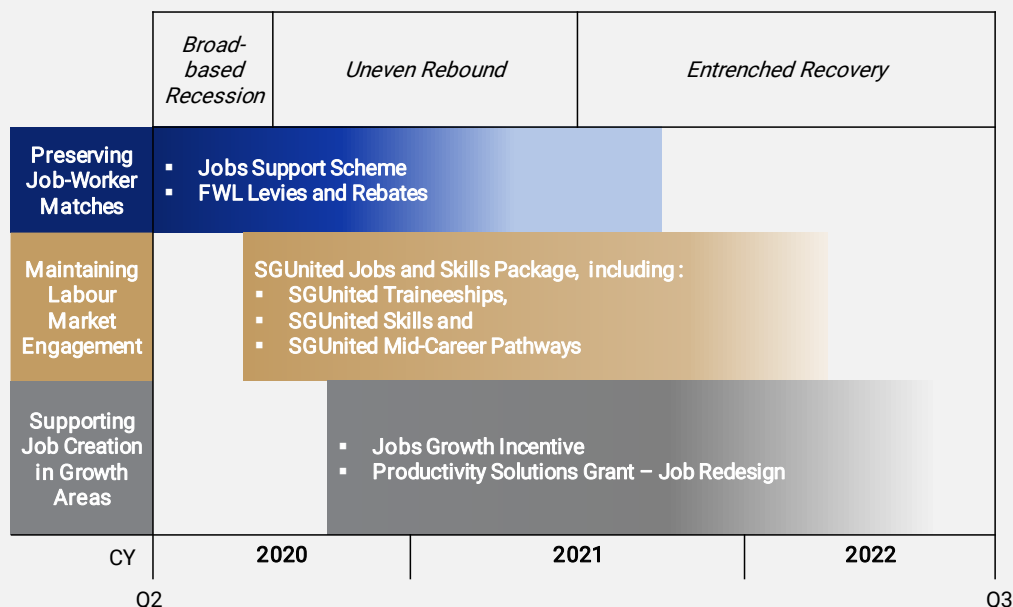 Broad-
based
Recession
Uneven Rebound
Entrenched Recovery
Preserving
Job-Worker
Matches
▪ Jobs Support Scheme
▪ FWL Levies and Rebates
Maintaining
Labour
Market
Engagement
SGUnited Jobs and Skills Package, including :
▪ SGUnited Traineeships,
▪ SGUnited Skills and
▪ SGUnited Mid-Career Pathways
Supporting
Job Creation
in Growth
Areas
▪ Jobs Growth Incentive
▪ Productivity Solutions Grant – Job Redesign
CY
2020
2021
2022
Q2
Q3